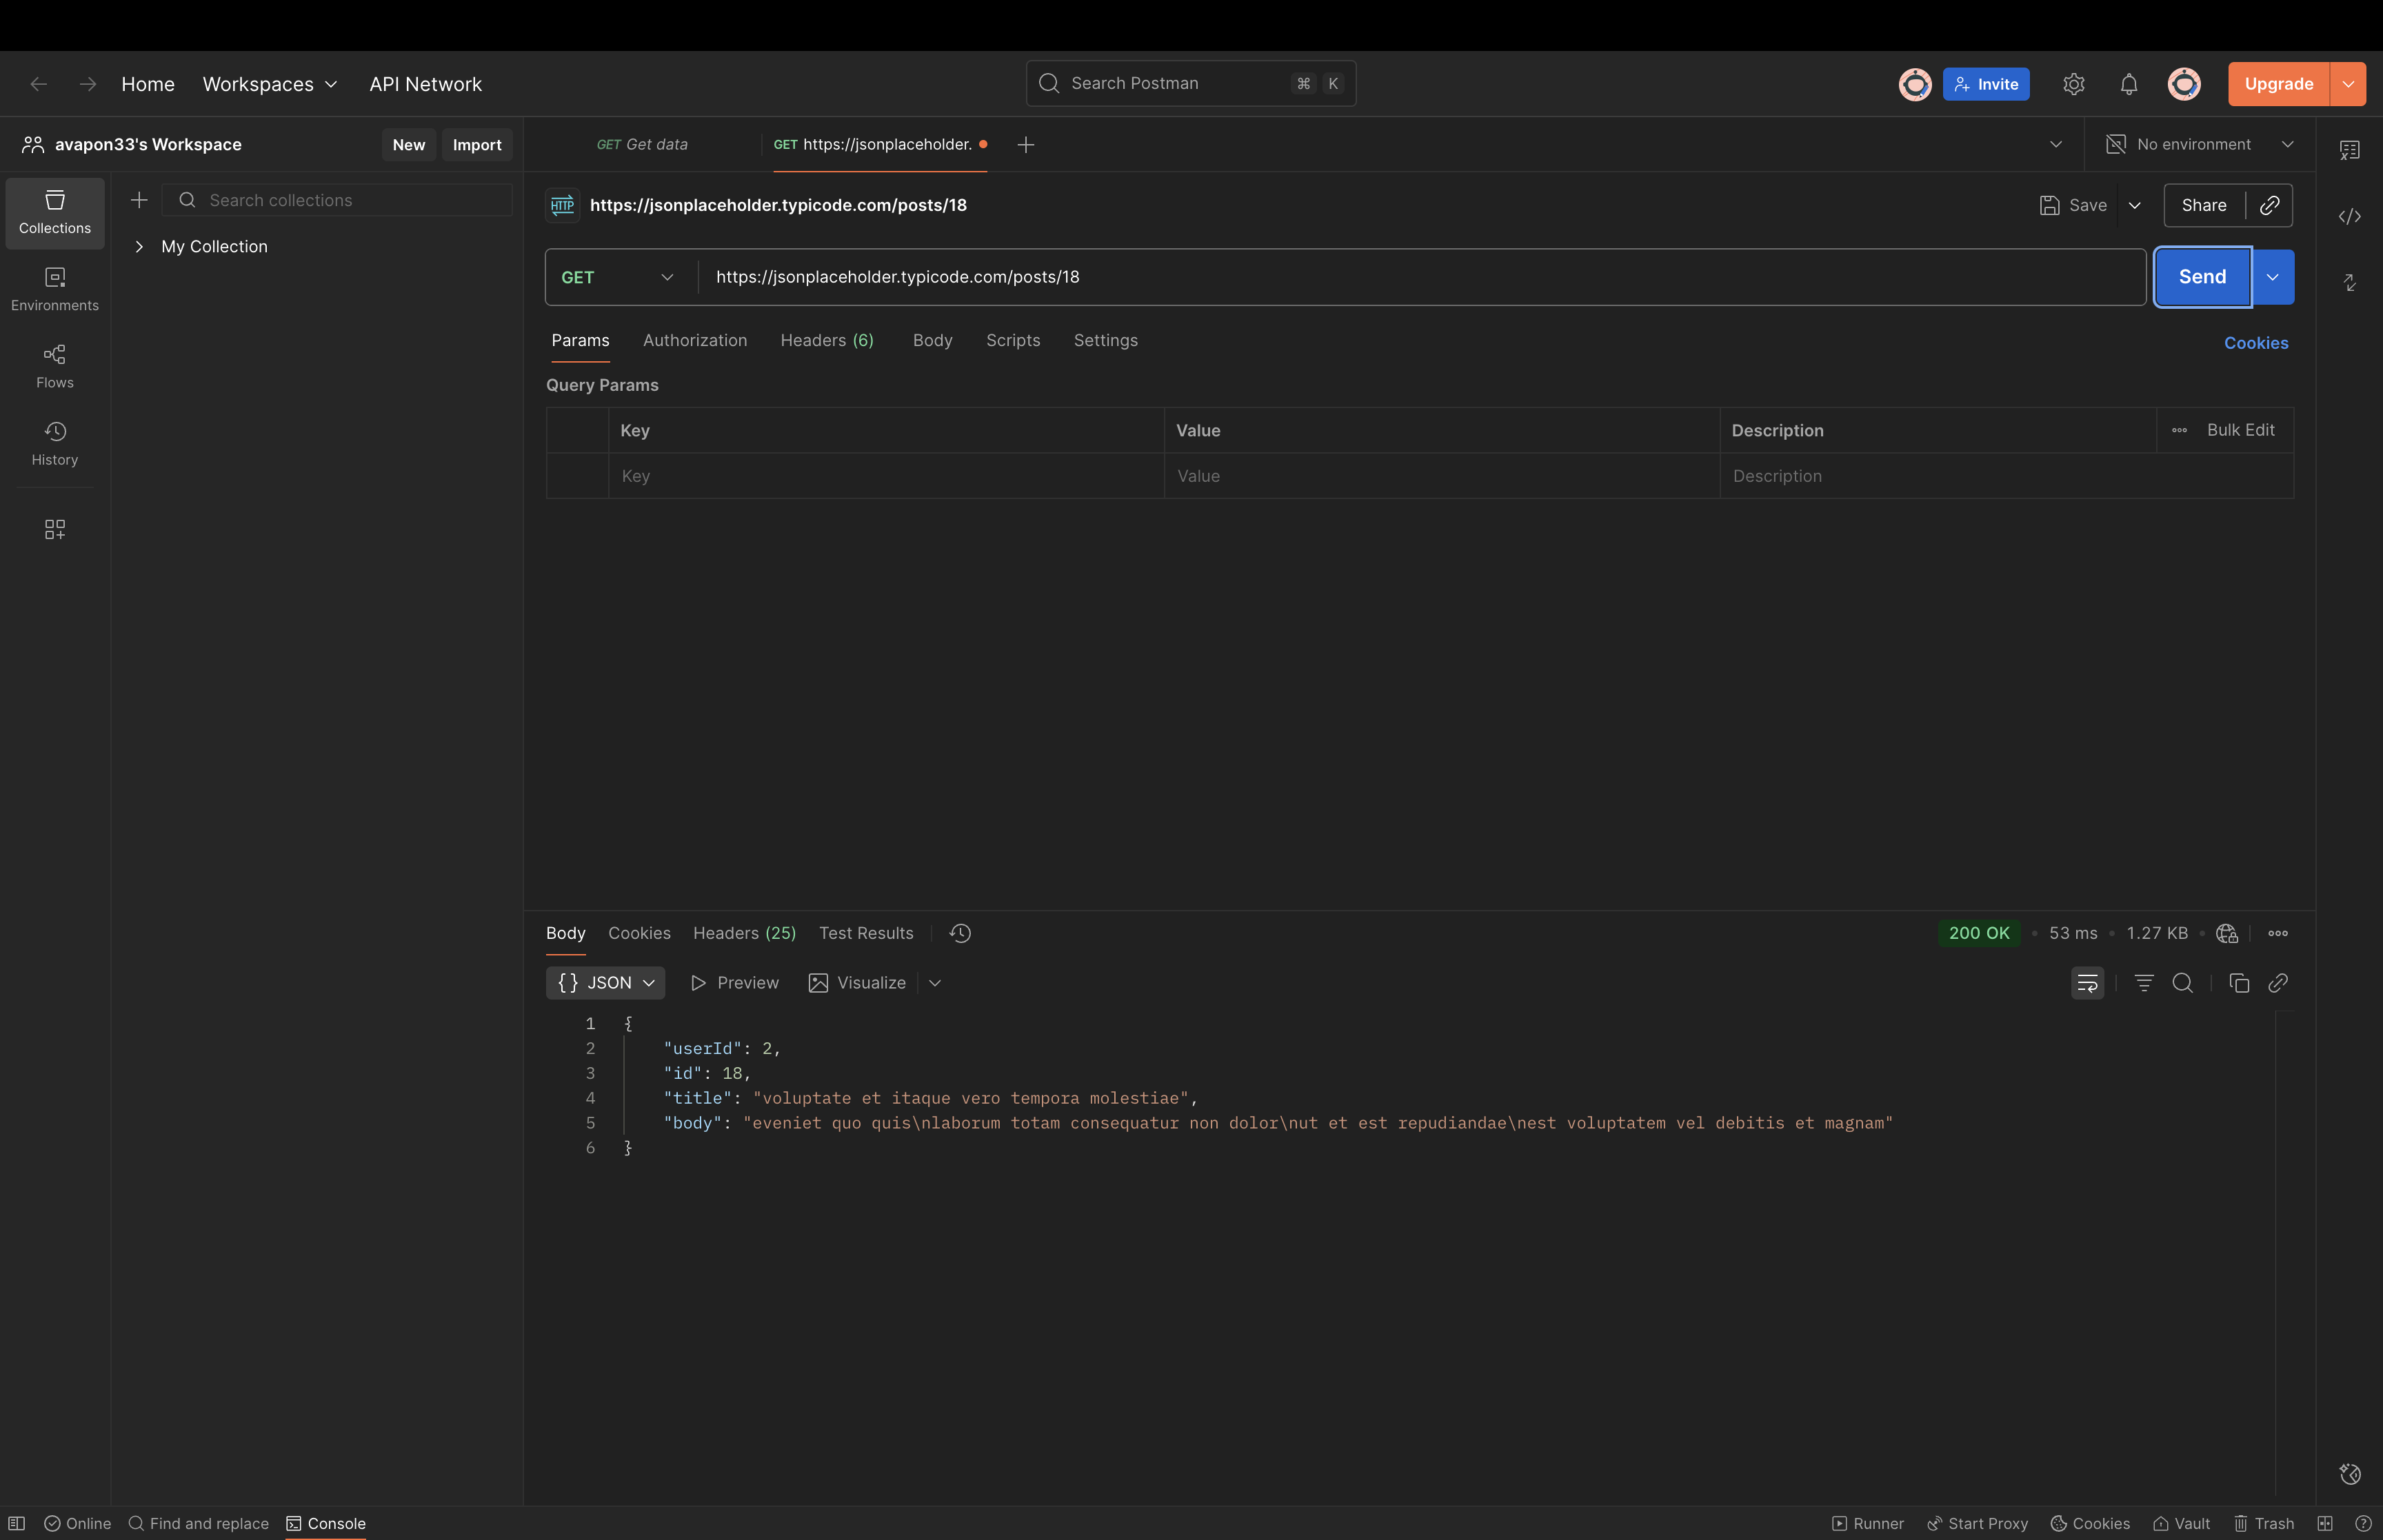 Home Workspaces API Network Search Postman ⌘ K Invite Upgrade
avapon33's Workspace New Import GET Get data GET https://jsonplaceholder. No environment
Collections
Search collections
My Collection
Environments
Flows
History
HTTP https://jsonplaceholder.typicode.com/posts/18 Save Share
GET https://jsonplaceholder.typicode.com/posts/18 Send
Params Authorization Headers (6) Body Scripts Settings Cookies
Query Params
Key Value Description Bulk Edit
Key Value Description
Body Cookies Headers (25) Test Results 200 OK • 53 ms • 1.27 KB •
{} JSON Preview Visualize
1 {
2 "userId": 2,
3 "id": 18,
4 "title": "voluptate et itaque vero tempora molestiae",
5 "body": "eveniet quo quis\nlaborum totam consequatur non dolor\nut et est repudiandae\nest voluptatem vel debitis et magnam"
6 }
Online Find and replace Console Runner Start Proxy Cookies Vault Trash